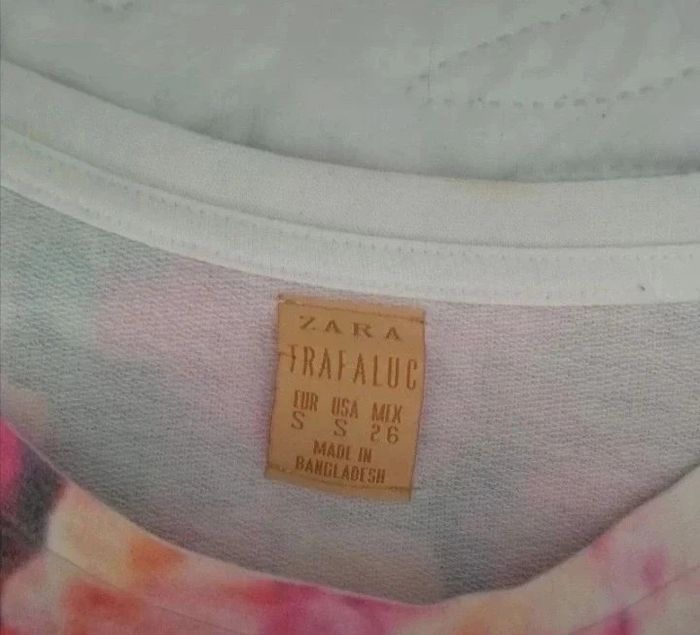 ZARA
TRAFALUC
EUR USA MEX
S S 26
MADE IN
BANGLADESH